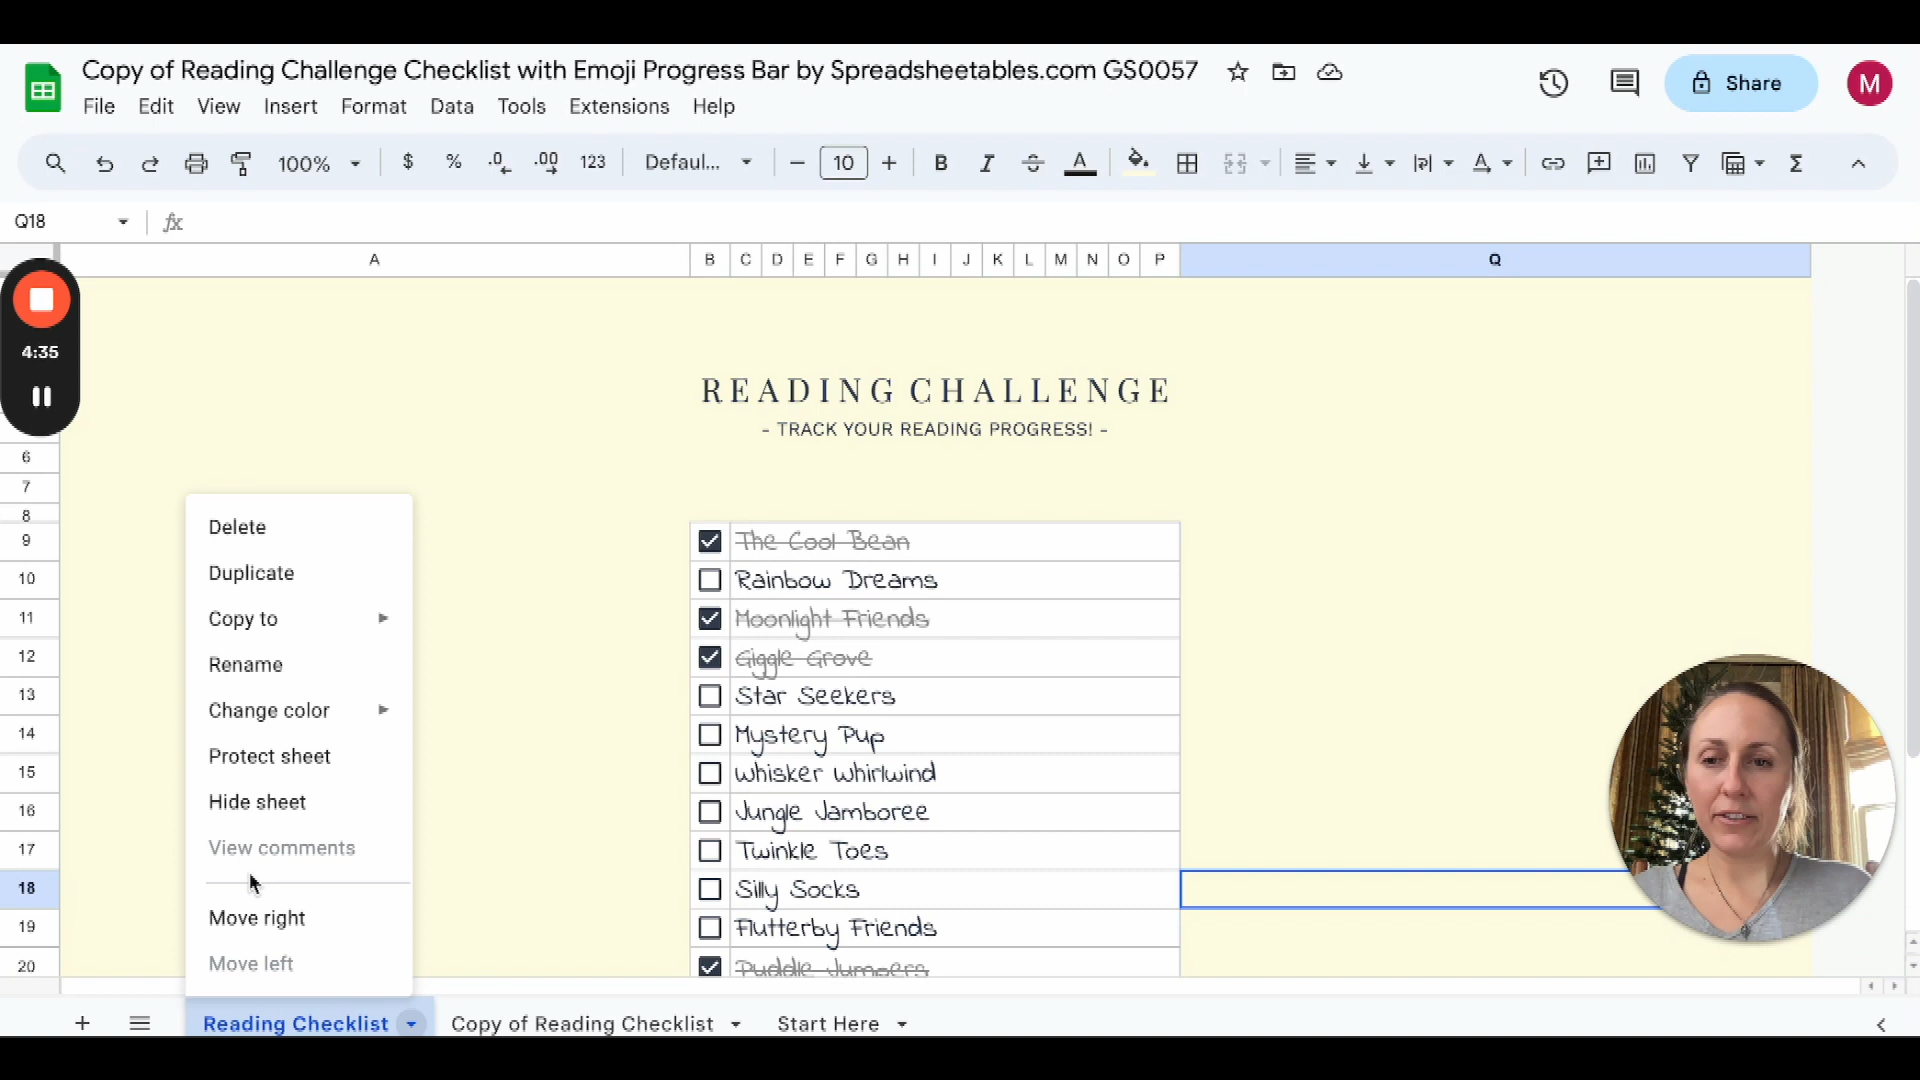 Copy of Reading Challenge Checklist with Emoji Progress Bar by Spreadsheetables.com GS0057
File Edit View Insert Format Data Tools Extensions Help
Share
M
100% $ % .0 .00 123 Defaul... 10 B I S A
Q18 fx
A B C D E F G H I J K L M N O P Q
4:35
READING CHALLENGE
- TRACK YOUR READING PROGRESS! -
6
7
8
9 The Cool Bean
10 Rainbow Dreams
11 Moonlight Friends
12 Giggle Grove
13 Star Seekers
14 Mystery Pup
15 Whisker Whirlwind
16 Jungle Jamboree
17 Twinkle Toes
18 Silly Socks
19 Flutterby Friends
20 Puddle Jumpers
Delete
Duplicate
Copy to
Rename
Change color
Protect sheet
Hide sheet
View comments
Move right
Move left
Reading Checklist Copy of Reading Checklist Start Here